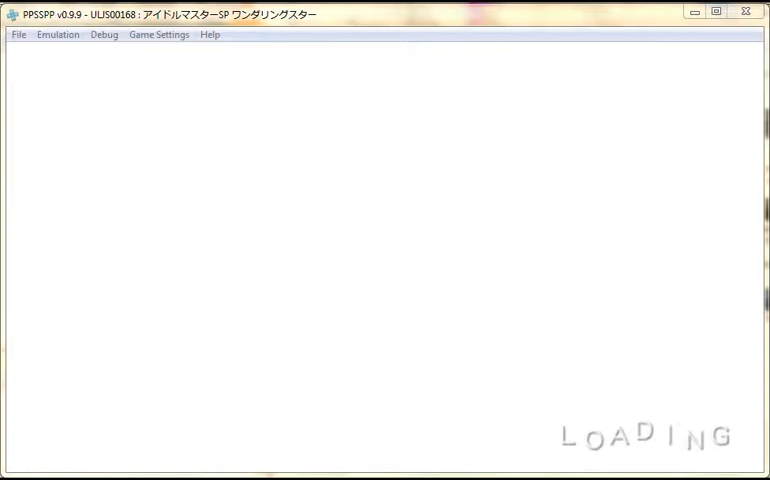 PPSSPP v0.9.9 - ULJS00168 : アイドルマスターSP ワンダリングスター
File Emulation Debug Game Settings Help
LOADING